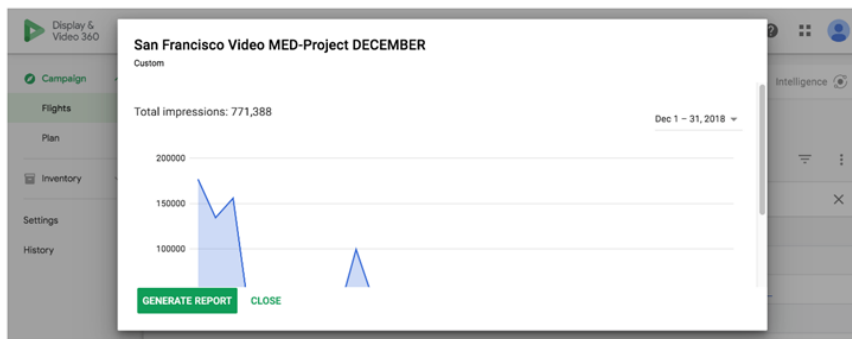 Display &
Video 360
Campaign
Flights
Plan
Inventory
Settings
History
Intelligence
San Francisco Video MED-Project DECEMBER
Custom
Total impressions: 771,388
Dec 1 – 31, 2018
200000
150000
100000
GENERATE REPORT
CLOSE